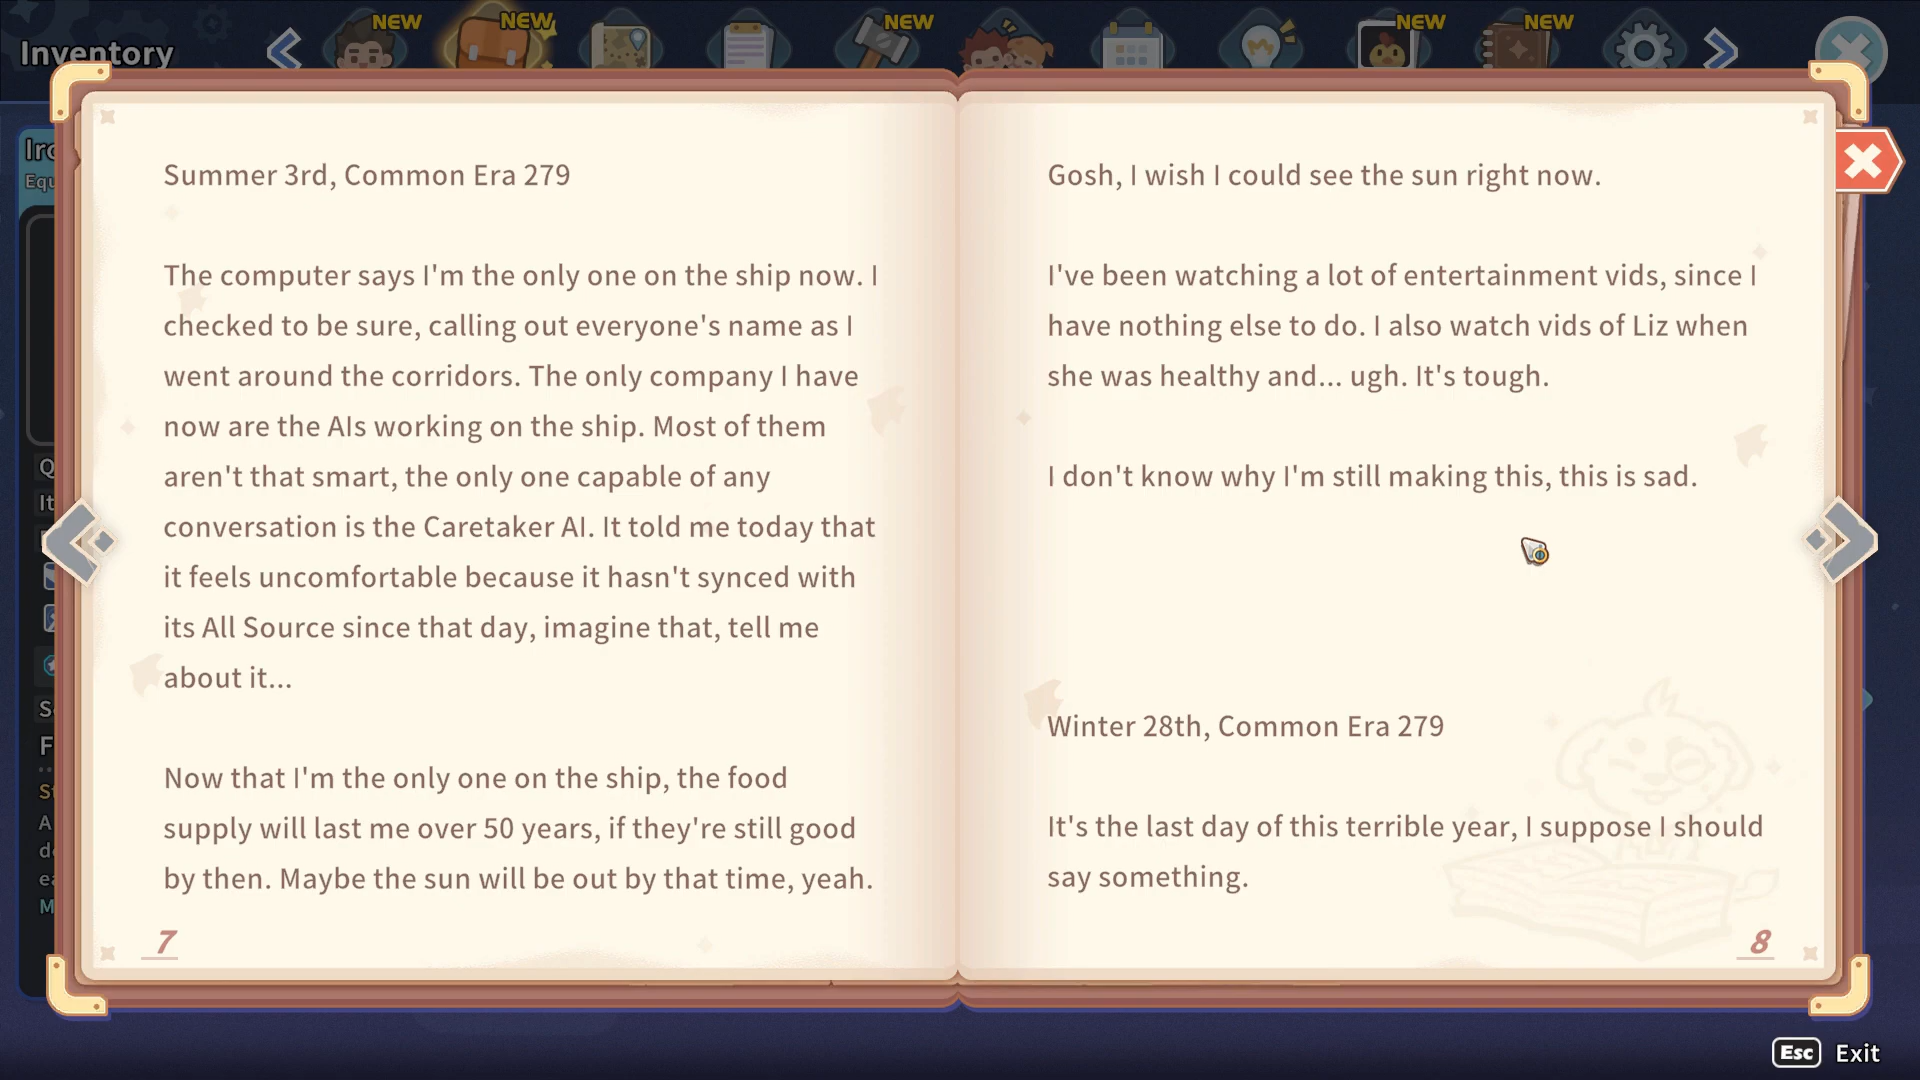 Inventory
NEW
NEW
NEW
NEW
NEW
Summer 3rd, Common Era 279
The computer says I'm the only one on the ship now. I
checked to be sure, calling out everyone's name as I
went around the corridors. The only company I have
now are the AIs working on the ship. Most of them
aren't that smart, the only one capable of any
conversation is the Caretaker AI. It told me today that
it feels uncomfortable because it hasn't synced with
its All Source since that day, imagine that, tell me
about it...
Now that I'm the only one on the ship, the food
supply will last me over 50 years, if they're still good
by then. Maybe the sun will be out by that time, yeah.
7
Gosh, I wish I could see the sun right now.
I've been watching a lot of entertainment vids, since I
have nothing else to do. I also watch vids of Liz when
she was healthy and... ugh. It's tough.
I don't know why I'm still making this, this is sad.
Winter 28th, Common Era 279
It's the last day of this terrible year, I suppose I should
say something.
8
Esc Exit